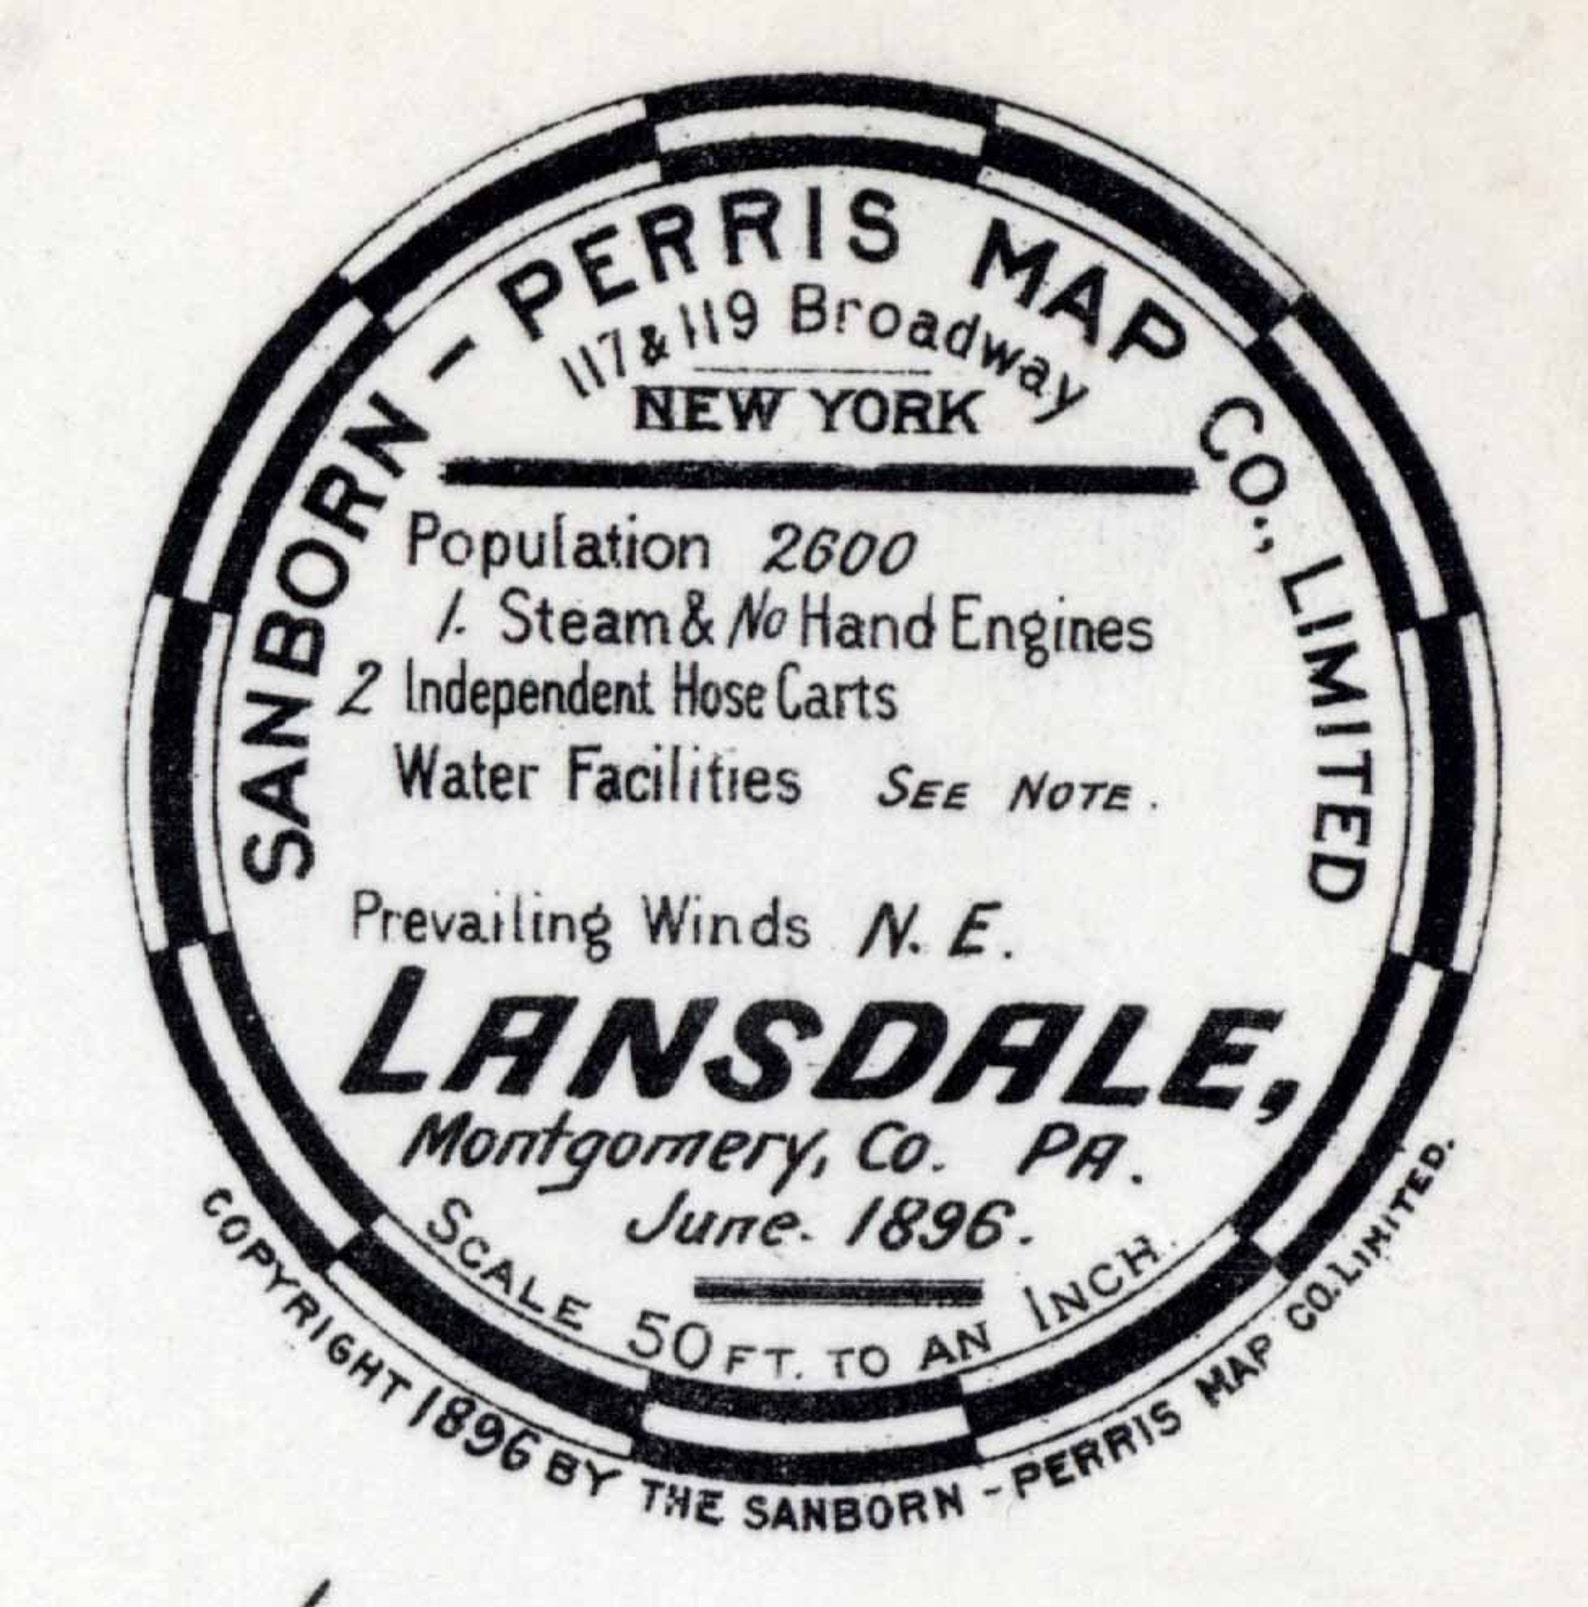 SANBORN - PERRIS MAP CO., LIMITED
117 & 119 Broadway
NEW YORK
Population 2600
1. Steam & No Hand Engines
2 Independent Hose Carts
Water Facilities SEE NOTE.
Prevailing Winds N. E.
LANSDALE,
Montgomery, Co. PA.
June. 1896.
SCALE 50 FT. TO AN INCH.
COPYRIGHT 1896 BY THE SANBORN - PERRIS MAP CO. LIMITED.